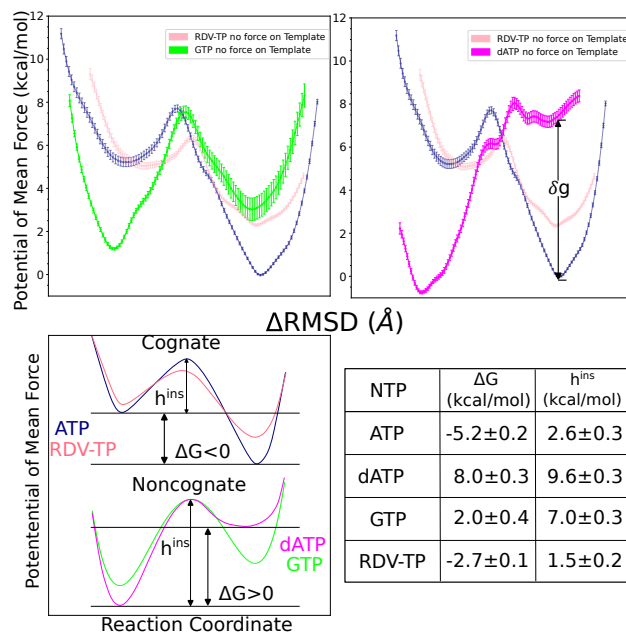 Potential of Mean Force (kcal/mol)
12
10
8
6
4
2
0
RDV-TP no force on Template
GTP no force on Template
12
10
8
6
4
2
0
RDV-TP no force on Template
dATP no force on Template
δg
ΔRMSD (Å)
Potentential of Mean Force
Cognate
h^ins
ATP
RDV-TP
ΔG<0
Noncognate
h^ins
dATP
GTP
ΔG>0
Reaction Coordinate
NTP ΔG (kcal/mol) h^ins (kcal/mol)
ATP -5.2±0.2 2.6±0.3
dATP 8.0±0.3 9.6±0.3
GTP 2.0±0.4 7.0±0.3
RDV-TP -2.7±0.1 1.5±0.2